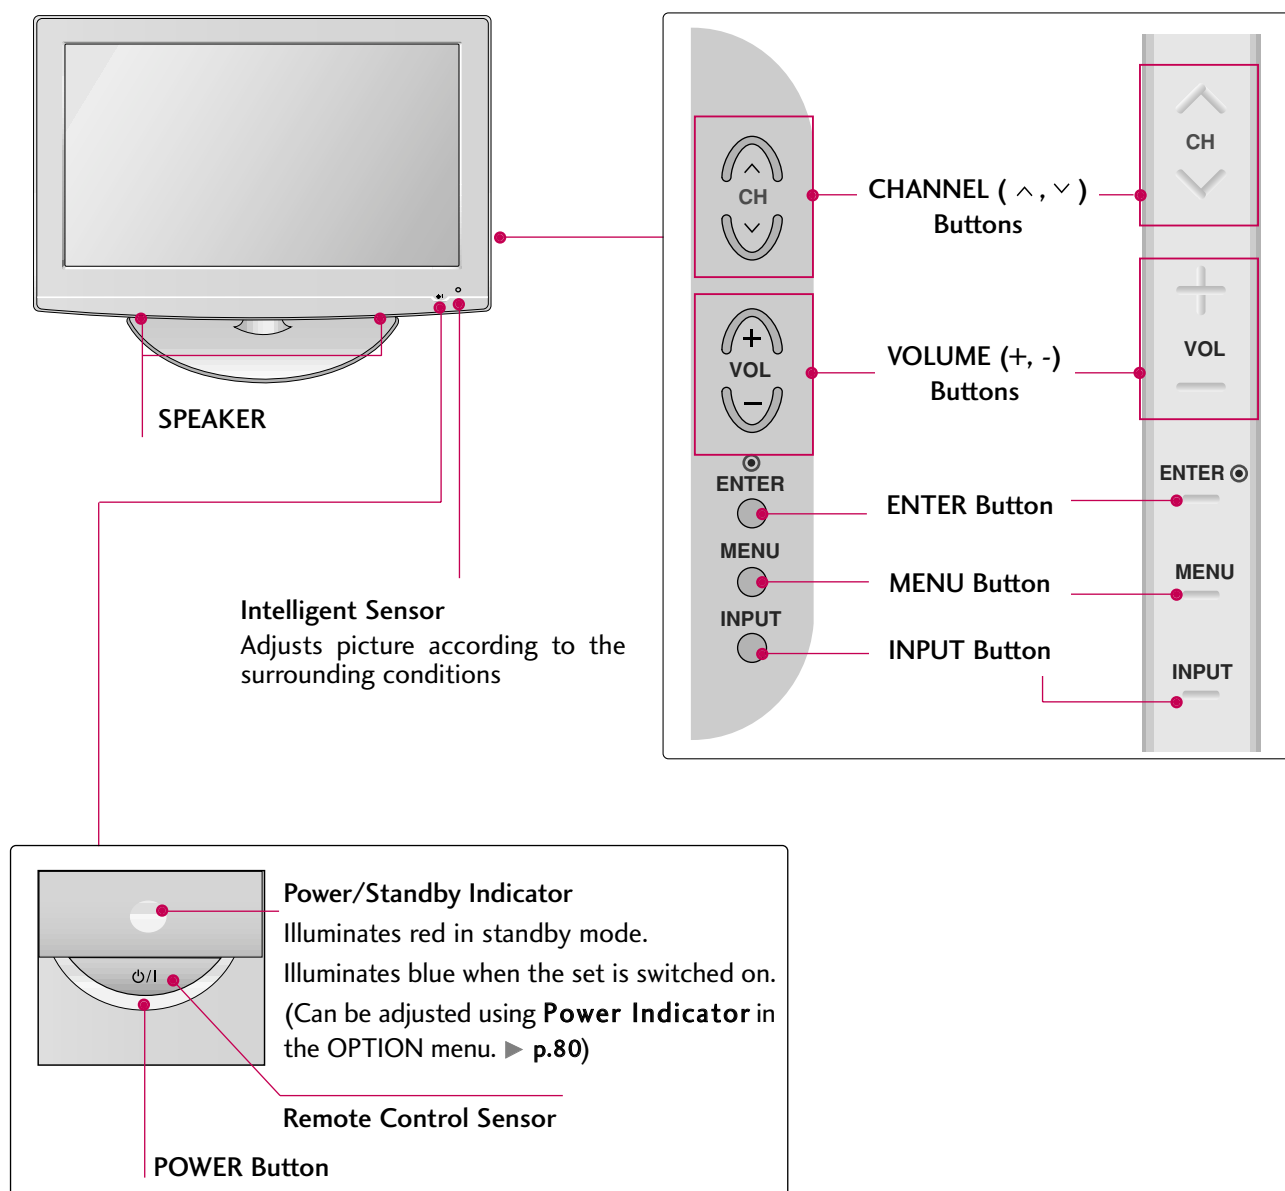 CH
VOL
ENTER
MENU
INPUT
CHANNEL ( ^, ˅ )
Buttons
VOLUME (+, -)
Buttons
ENTER Button
MENU Button
INPUT Button
CH
VOL
ENTER
MENU
INPUT
SPEAKER
Intelligent Sensor
Adjusts picture according to the
surrounding conditions
Power/Standby Indicator
Illuminates red in standby mode.
Illuminates blue when the set is switched on.
(Can be adjusted using Power Indicator in
the OPTION menu. ► p.80)
⏻/I
Remote Control Sensor
POWER Button